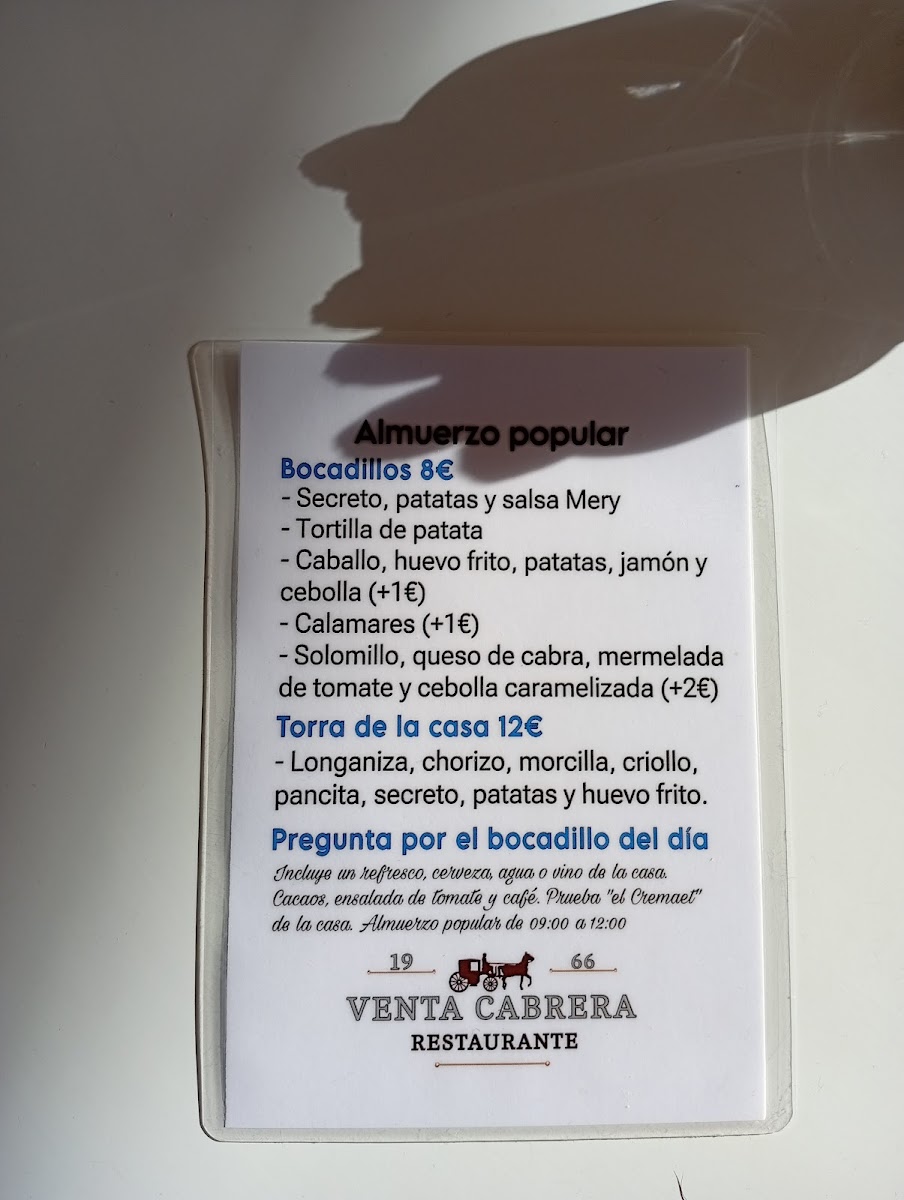 Almuerzo popular
Bocadillos 8€
- Secreto, patatas y salsa Mery
- Tortilla de patata
- Caballo, huevo frito, patatas, jamón y
cebolla (+1€)
- Calamares (+1€)
- Solomillo, queso de cabra, mermelada
de tomate y cebolla caramelizada (+2€)
Torra de la casa 12€
- Longaniza, chorizo, morcilla, criollo,
pancita, secreto, patatas y huevo frito.
Pregunta por el bocadillo del día
Incluye un refresco, cerveza, agua o vino de la casa.
Cacaos, ensalada de tomate y café. Prueba "el Cremaet"
de la casa. Almuerzo popular de 09:00 a 12:00
19 66
VENTA CABRERA
RESTAURANTE